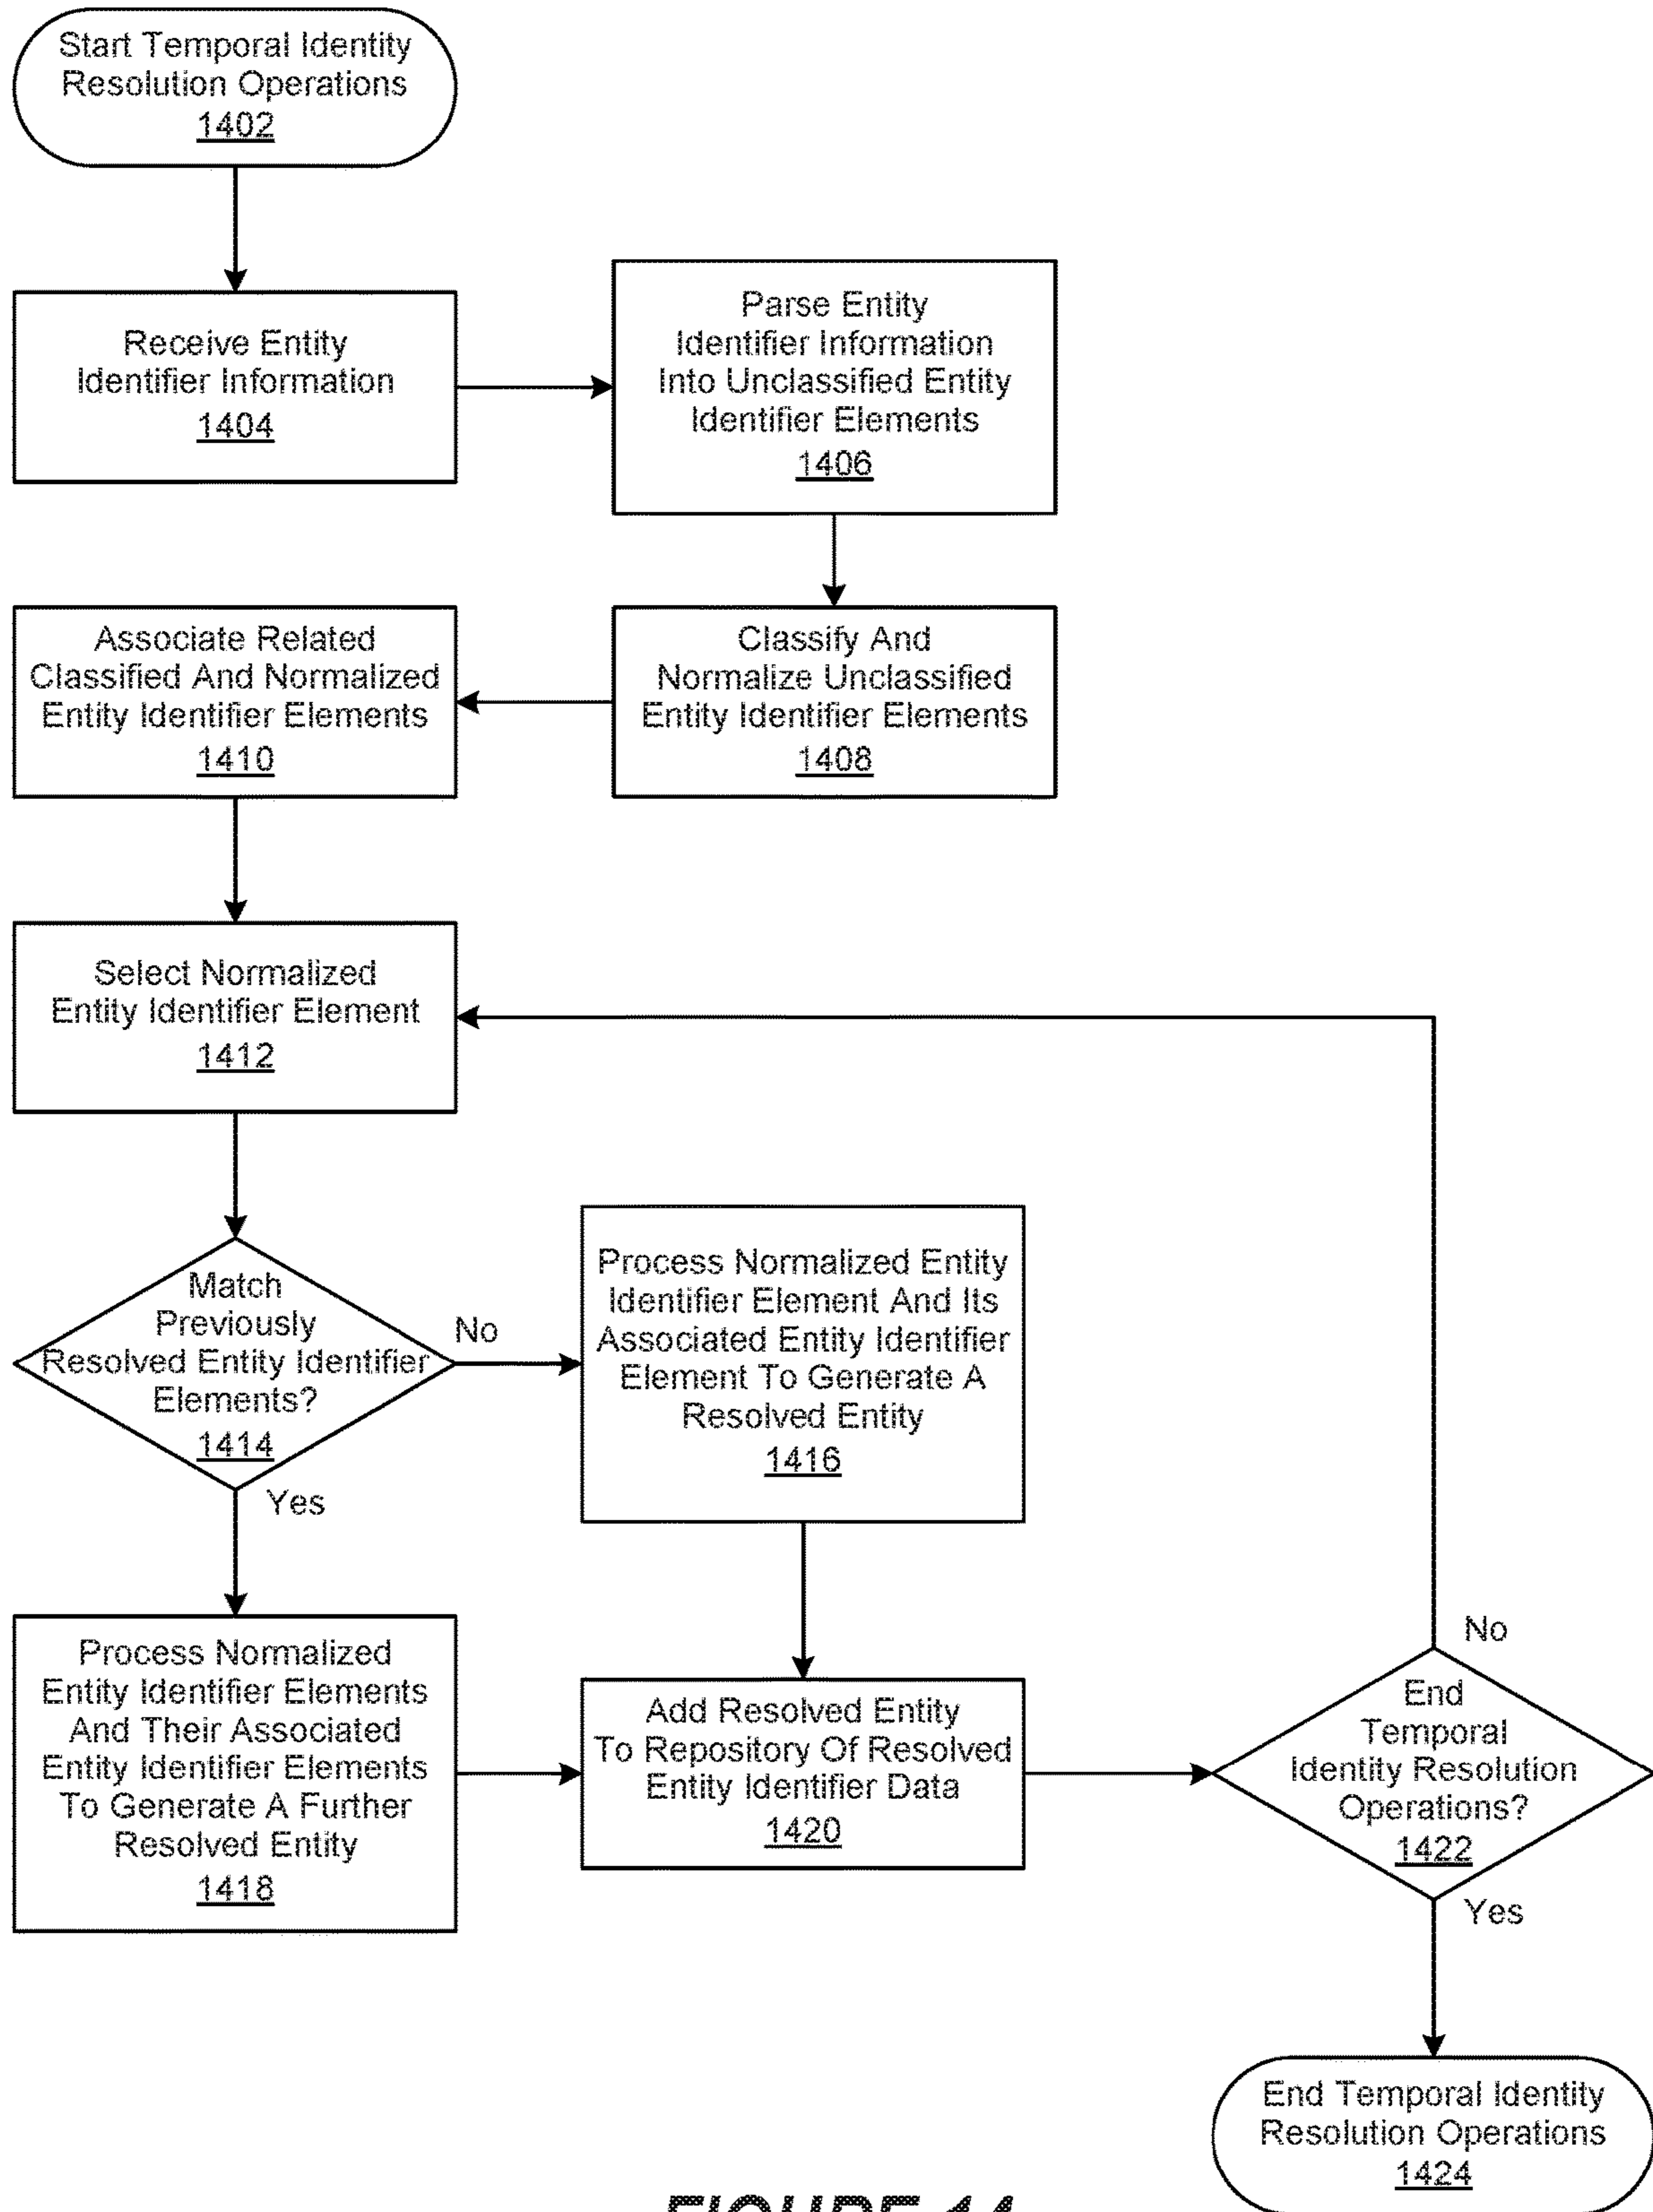 Start Temporal Identity
Resolution Operations
1402
Receive Entity
Identifier Information
1404
Parse Entity
Identifier Information
Into Unclassified Entity
Identifier Elements
1406
Associate Related
Classified And Normalized
Entity Identifier Elements
1410
Classify And
Normalize Unclassified
Entity Identifier Elements
1408
Select Normalized
Entity Identifier Element
1412
Match
Previously
Resolved Entity Identifier
Elements?
1414
No
Yes
Process Normalized Entity
Identifier Element And Its
Associated Entity Identifier
Element To Generate A
Resolved Entity
1416
Process Normalized
Entity Identifier Elements
And Their Associated
Entity Identifier Elements
To Generate A Further
Resolved Entity
1418
Add Resolved Entity
To Repository Of Resolved
Entity Identifier Data
1420
No
End
Temporal
Identity Resolution
Operations?
1422
Yes
End Temporal Identity
Resolution Operations
1424
FIGURE 14